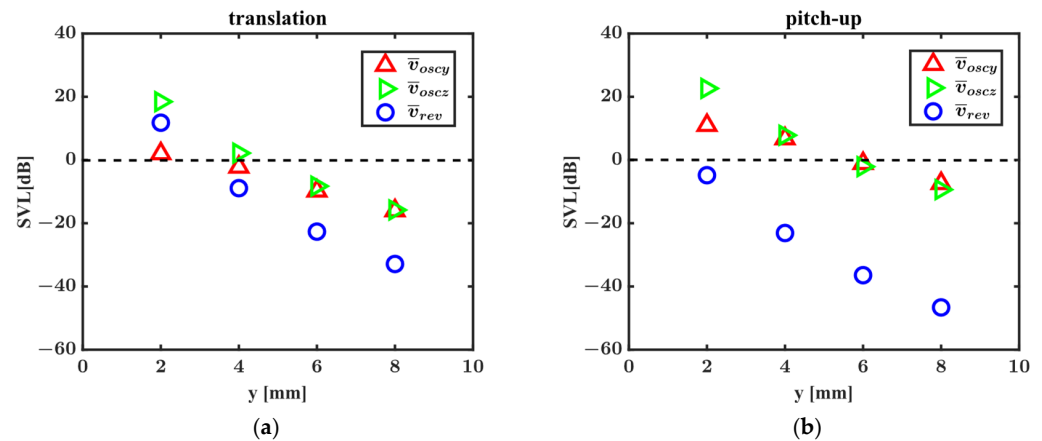 translation
40
20
0
−20
−40
−60
SVL[dB]
0 2 4 6 8 10
y [mm]
v̅oscy
v̅oscz
v̅rev
(a)
pitch-up
40
20
0
−20
−40
−60
SVL[dB]
0 2 4 6 8 10
y [mm]
v̅oscy
v̅oscz
v̅rev
(b)